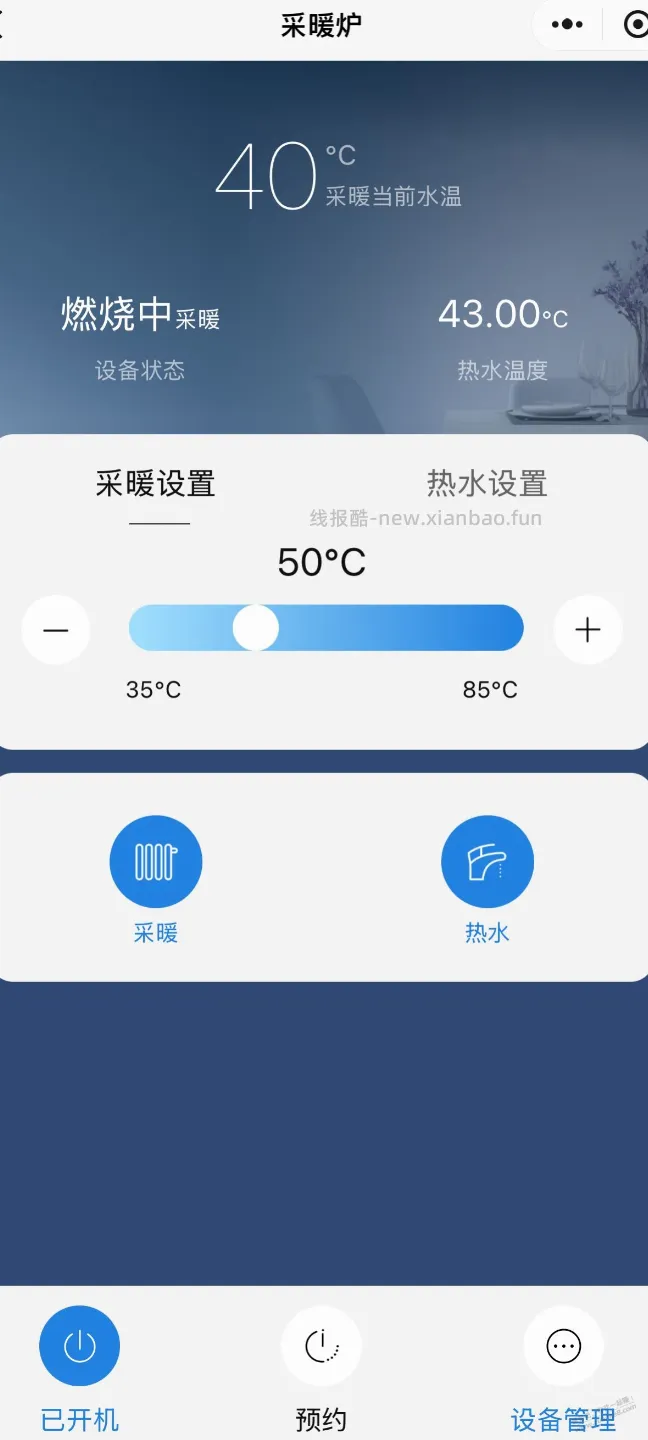 采暖炉
40°C
采暖当前水温
燃烧中采暖
43.00°C
设备状态
热水温度
采暖设置
热水设置
线报酷-new.xianbao.fun
50°C
35°C
85°C
采暖
热水
已开机
预约
设备管理